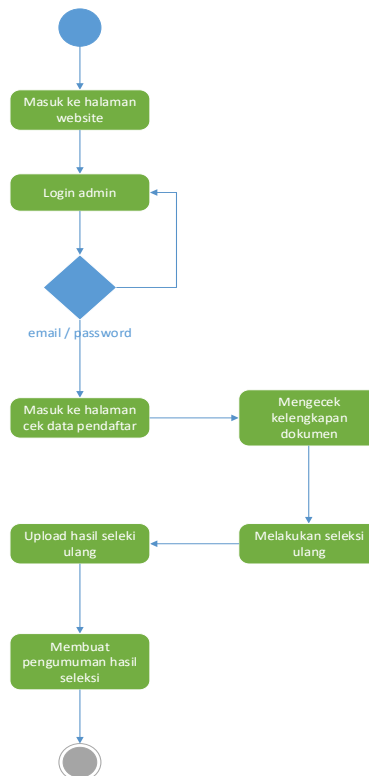 Masuk ke halaman
website
Login admin
email / password
Masuk ke halaman
cek data pendaftar
Mengecek
kelengkapan
dokumen
Melakukan seleksi
ulang
Upload hasil seleki
ulang
Membuat
pengumuman hasil
seleksi